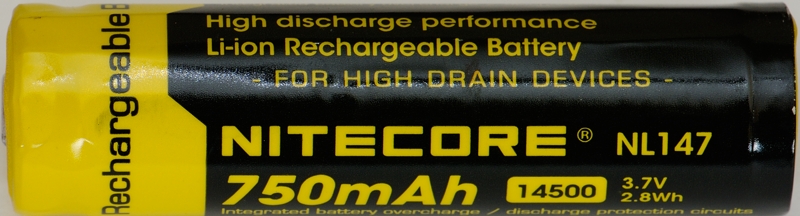 High discharge performance
Li-ion Rechargeable Battery
- FOR HIGH DRAIN DEVICES -
NITECORE® NL147
750mAh 14500 3.7V
2.8Wh
Integrated battery overcharge / discharge protection circuits
Rechargeable